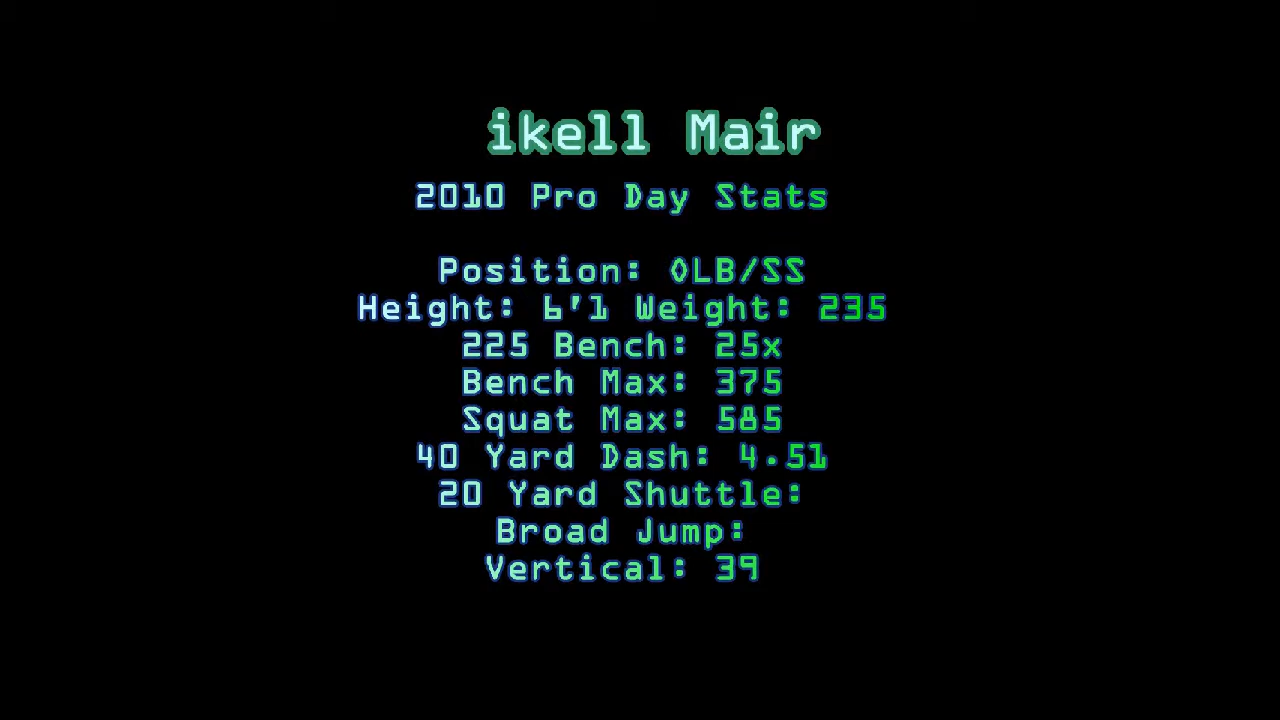 ikell Mair
2010 Pro Day Stats
Position: OLB/SS
Height: 6'1 Weight: 235
225 Bench: 25x
Bench Max: 375
Squat Max: 585
40 Yard Dash: 4.51
20 Yard Shuttle:
Broad Jump:
Vertical: 39